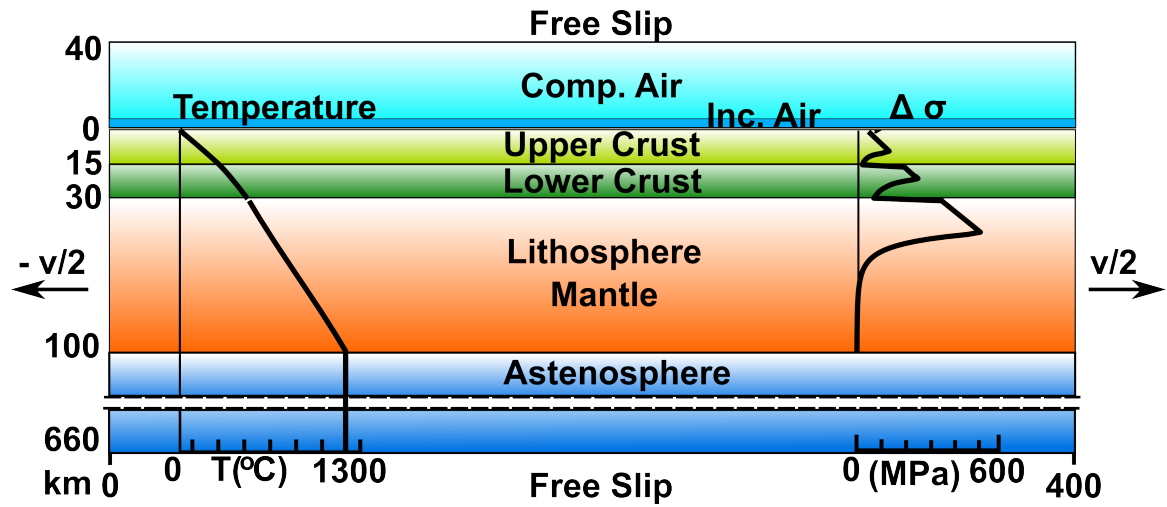 Free Slip
40
Comp. Air
Temperature
Inc. Air
Δ σ
0
Upper Crust
15
Lower Crust
30
Lithosphere
Mantle
- v/2
v/2
100
Astenosphere
660
km 0
0 T(ºC) 1300
Free Slip
0 (MPa) 600
400